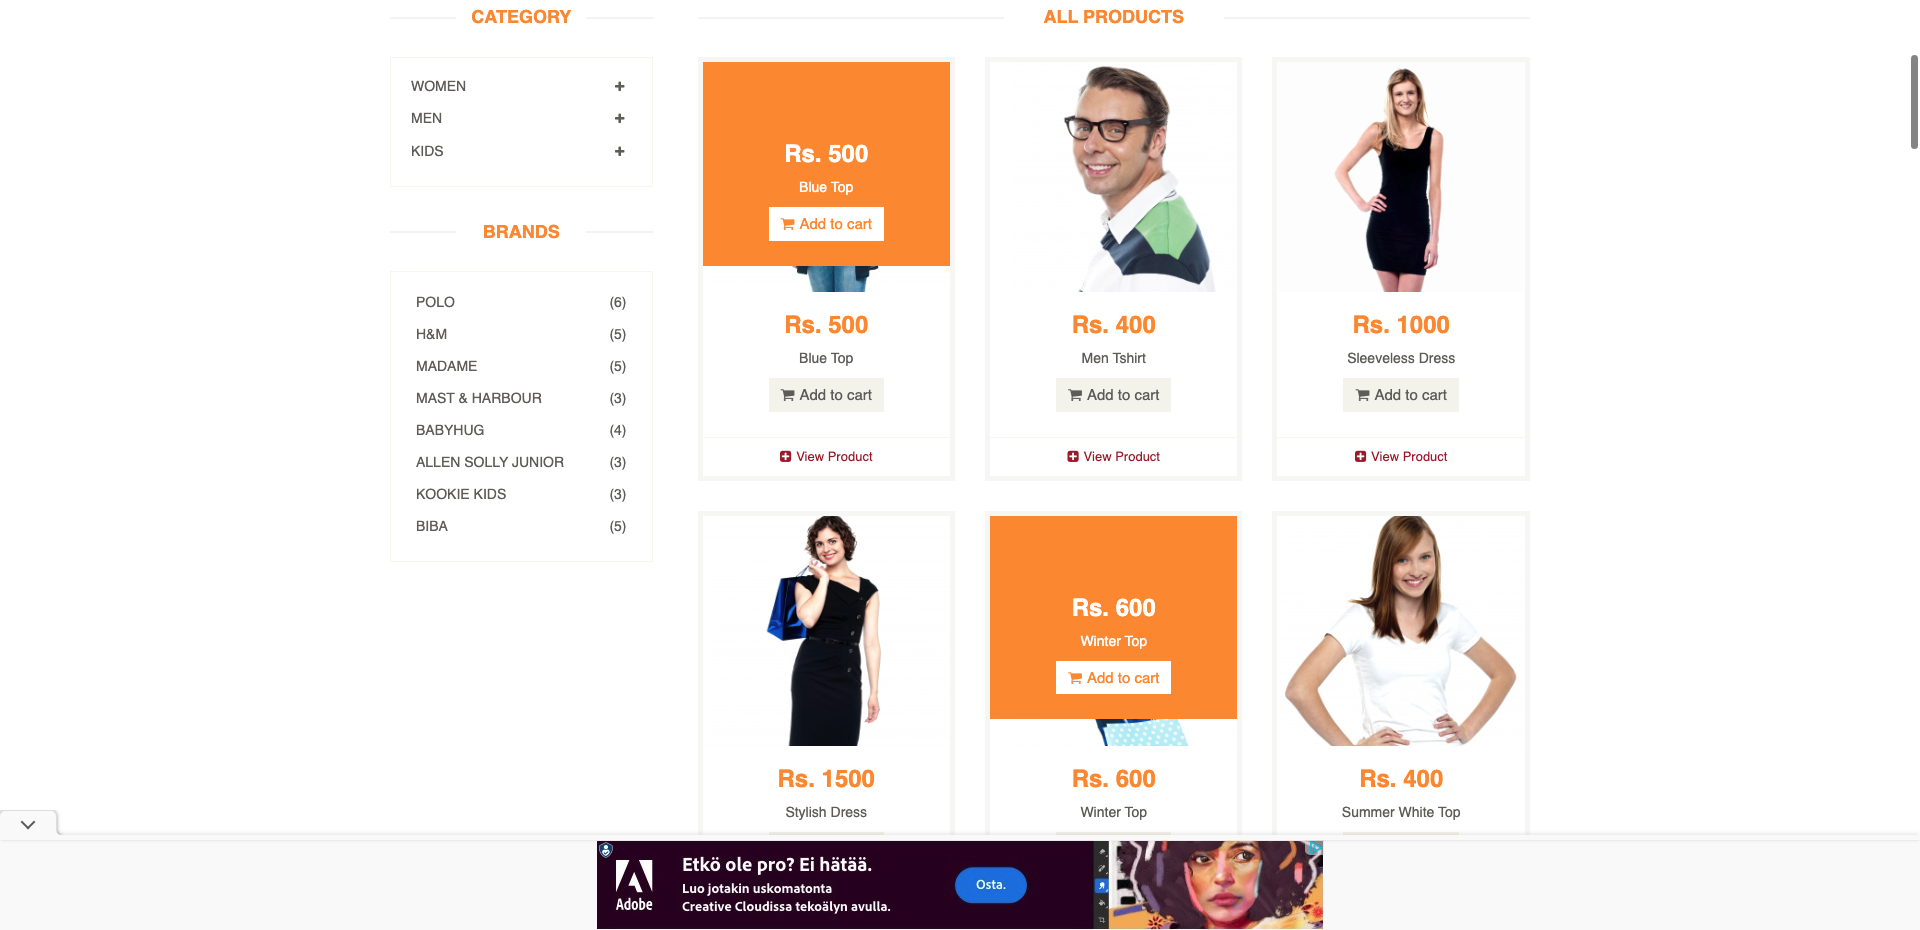 CATEGORY
WOMEN
MEN
KIDS
BRANDS
POLO (6)
H&M (5)
MADAME (5)
MAST & HARBOUR (3)
BABYHUG (4)
ALLEN SOLLY JUNIOR (3)
KOOKIE KIDS (3)
BIBA (5)
ALL PRODUCTS
Rs. 500
Blue Top
Add to cart
Rs. 500
Blue Top
Add to cart
View Product
Rs. 400
Men Tshirt
Add to cart
View Product
Rs. 1000
Sleeveless Dress
Add to cart
View Product
Rs. 1500
Stylish Dress
Rs. 600
Winter Top
Add to cart
Rs. 600
Winter Top
Rs. 400
Summer White Top
Adobe
Etkö ole pro? Ei hätää.
Luo jotakin uskomatonta
Creative Cloudissa tekoälyn avulla.
Osta.